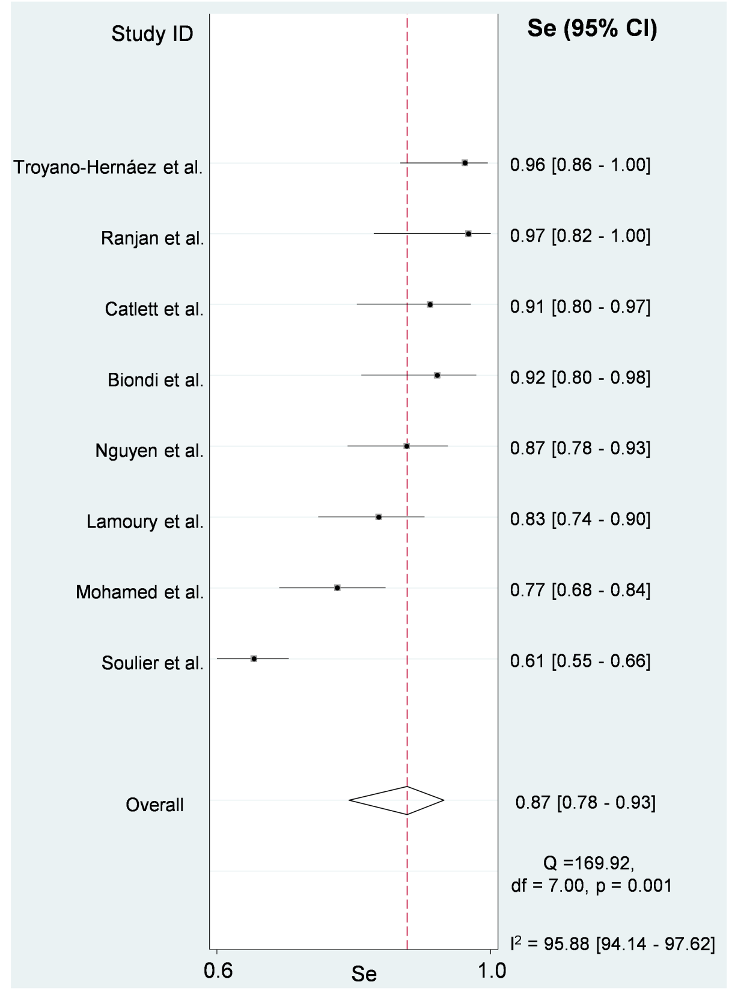 Study ID Se (95% CI)
Troyano-Hernáez et al. 0.96 [0.86 - 1.00]
Ranjan et al. 0.97 [0.82 - 1.00]
Catlett et al. 0.91 [0.80 - 0.97]
Biondi et al. 0.92 [0.80 - 0.98]
Nguyen et al. 0.87 [0.78 - 0.93]
Lamoury et al. 0.83 [0.74 - 0.90]
Mohamed et al. 0.77 [0.68 - 0.84]
Soulier et al. 0.61 [0.55 - 0.66]
Overall 0.87 [0.78 - 0.93]
Q =169.92,
df = 7.00, p = 0.001
I² = 95.88 [94.14 - 97.62]
0.6 Se 1.0